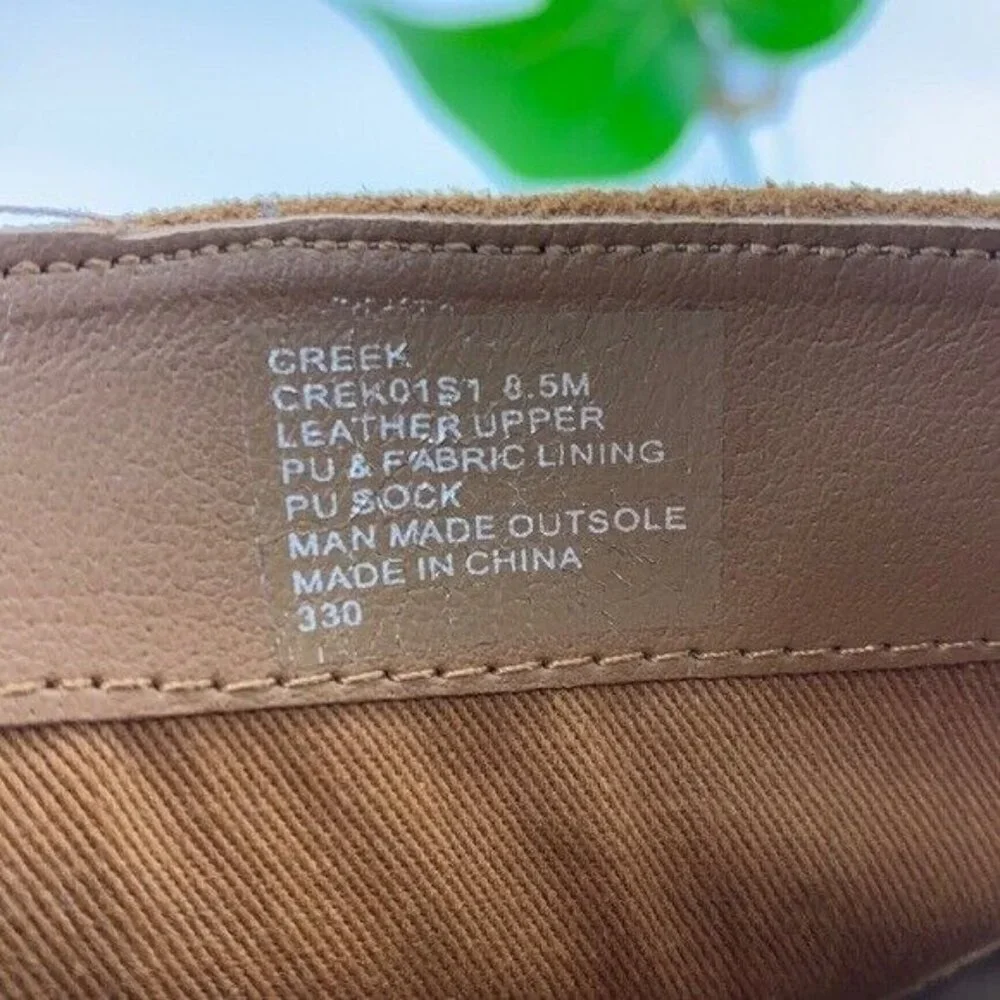 CREEK
CREK01S1 8.5M
LEATHER UPPER
PU & FABRIC LINING
PU SOCK
MAN MADE OUTSOLE
MADE IN CHINA
330